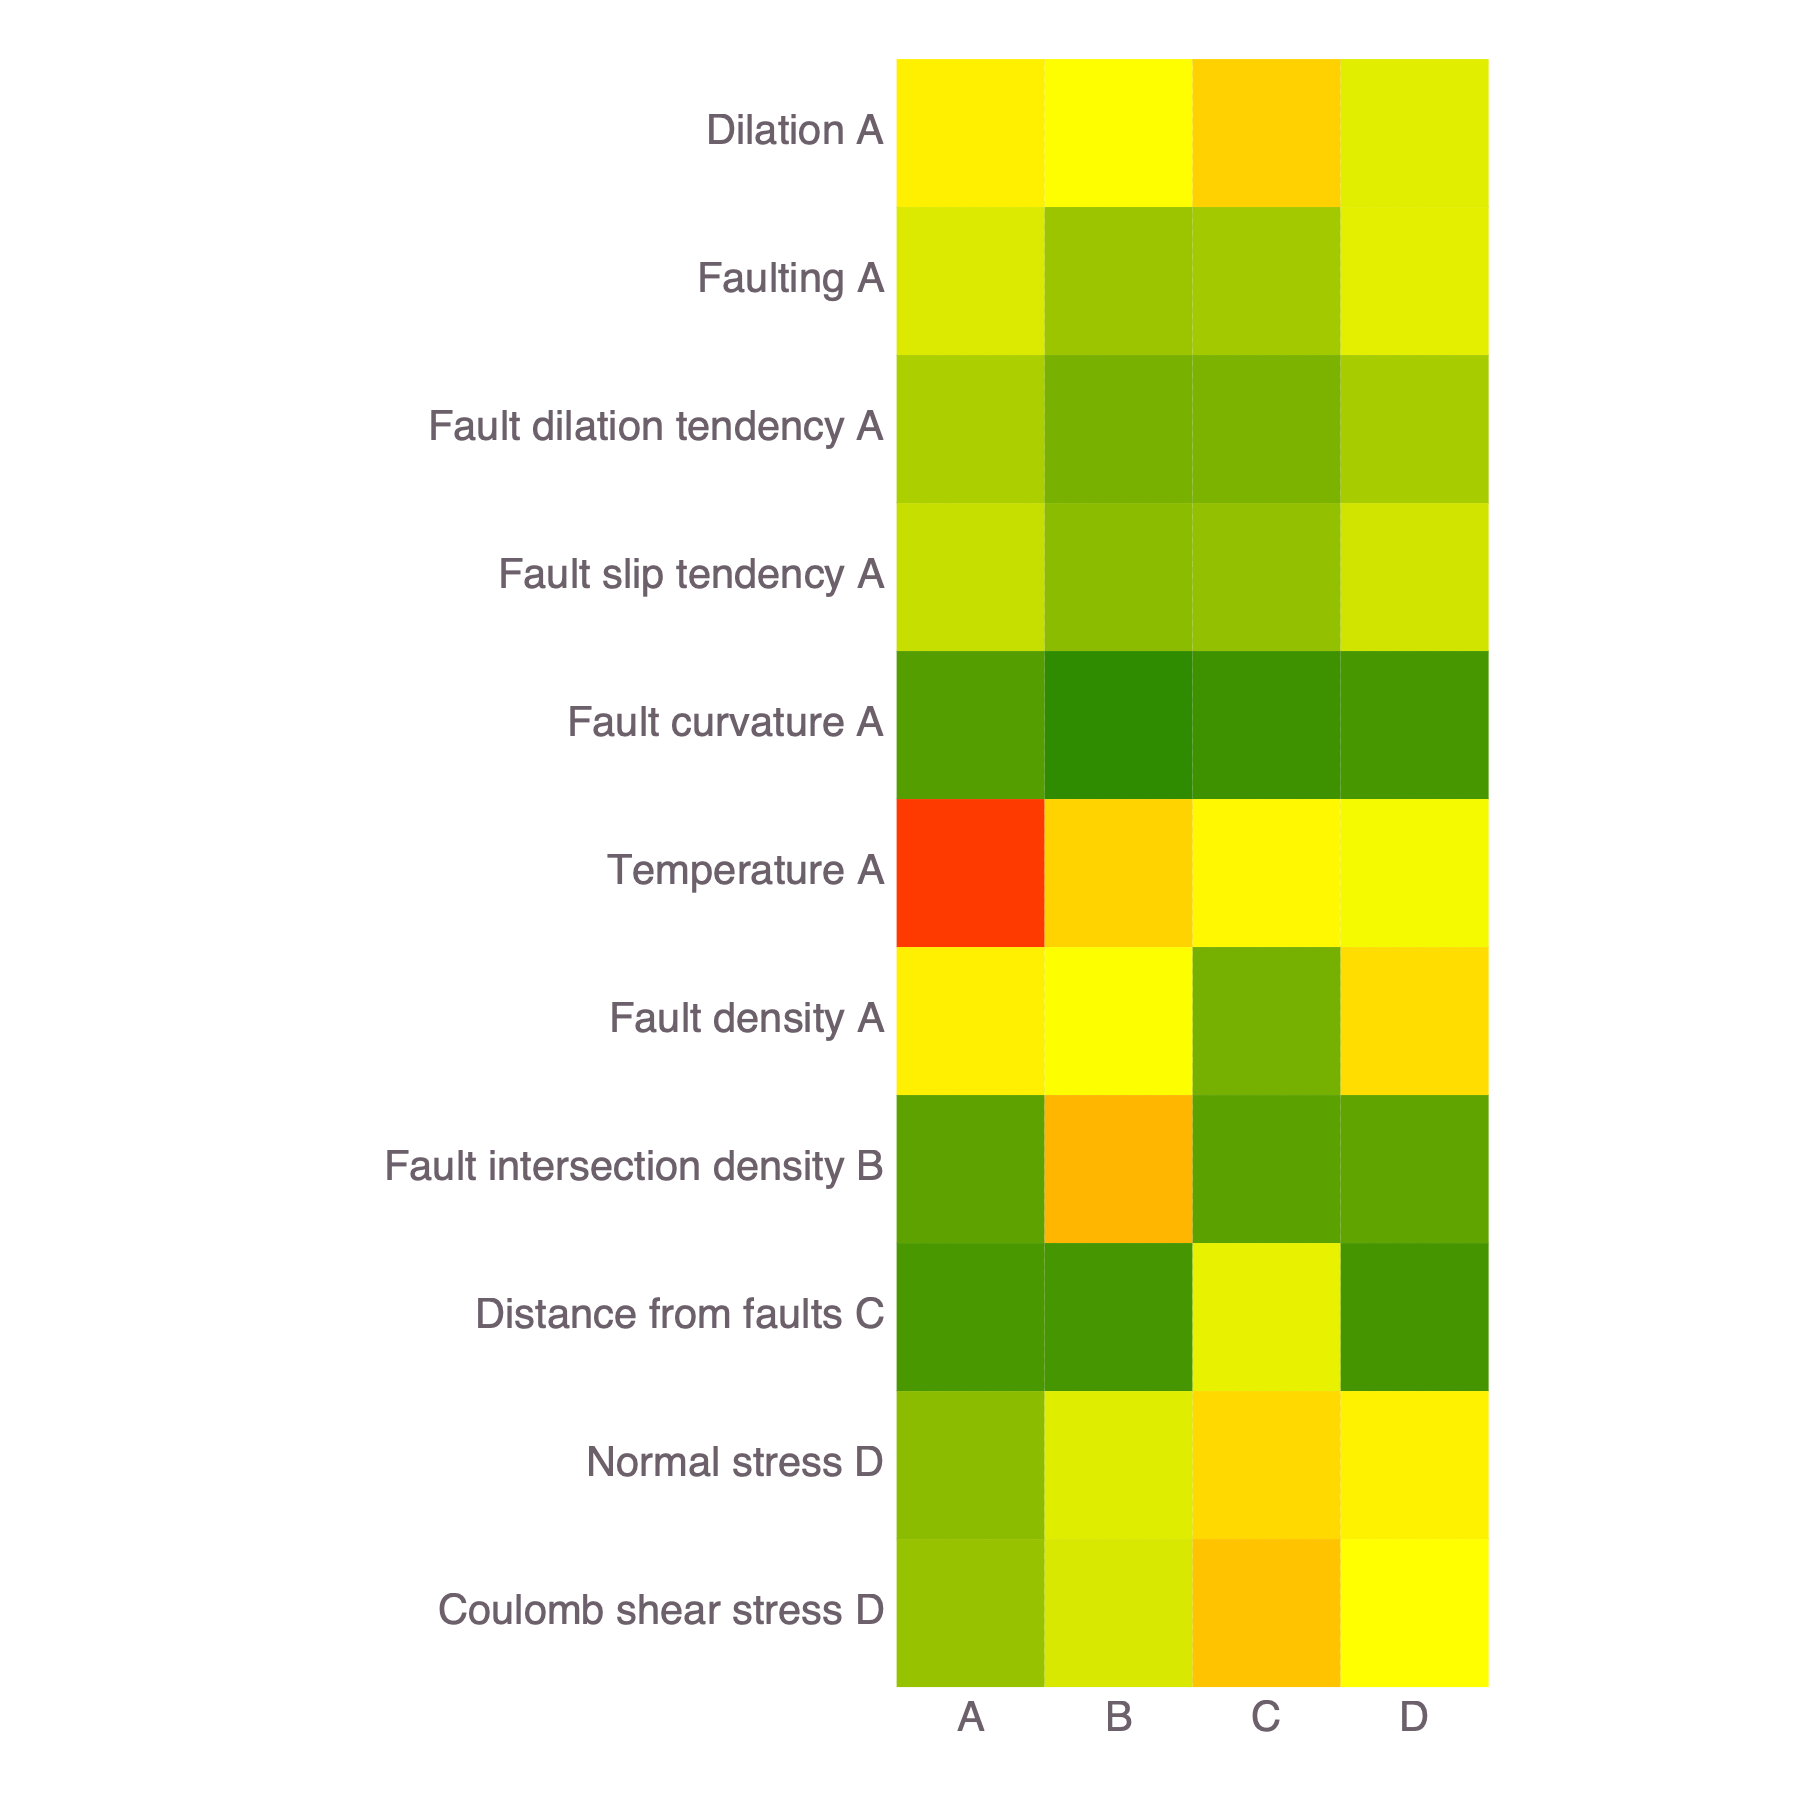 Dilation A
Faulting A
Fault dilation tendency A
Fault slip tendency A
Fault curvature A
Temperature A
Fault density A
Fault intersection density B
Distance from faults C
Normal stress D
Coulomb shear stress D
A B C D